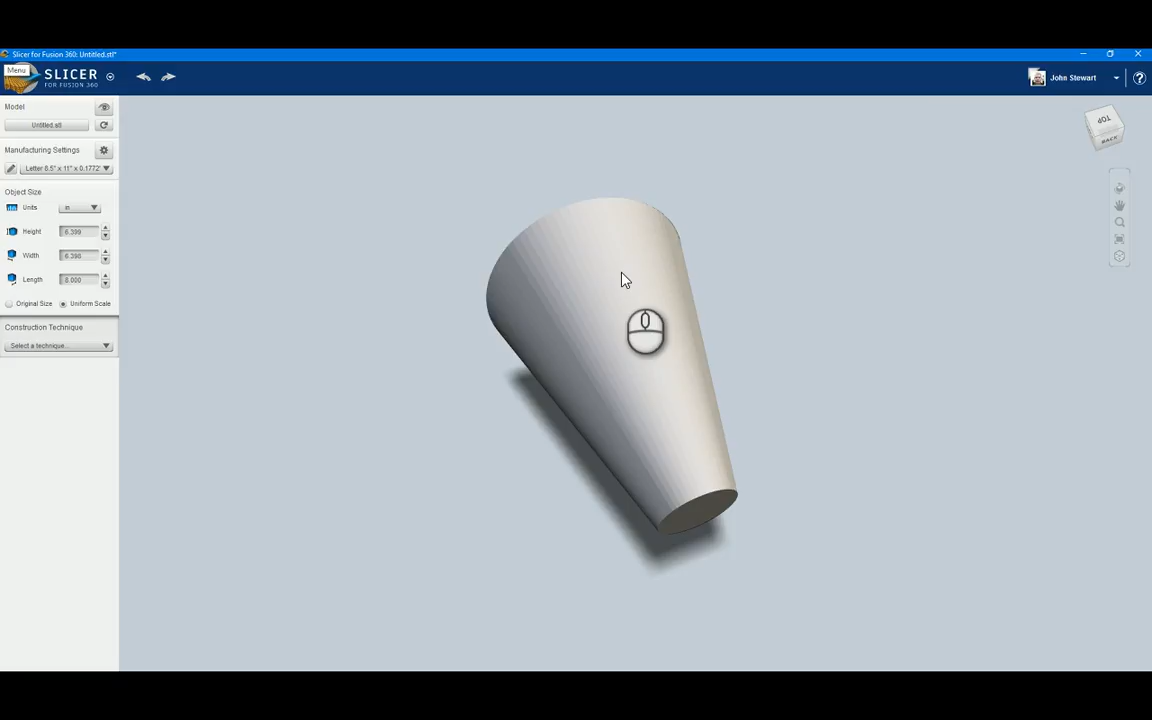 Slicer for Fusion 360: Untitled.stl*
Menu
SLICER
FOR FUSION 360
John Stewart
?
Model
Untitled.stl
Manufacturing Settings
Letter 8.5" x 11" x 0.1772"
Object Size
Units
in
Height
6.399
Width
6.398
Length
8.000
Original Size
Uniform Scale
Construction Technique
Select a technique...
TOP
BACK